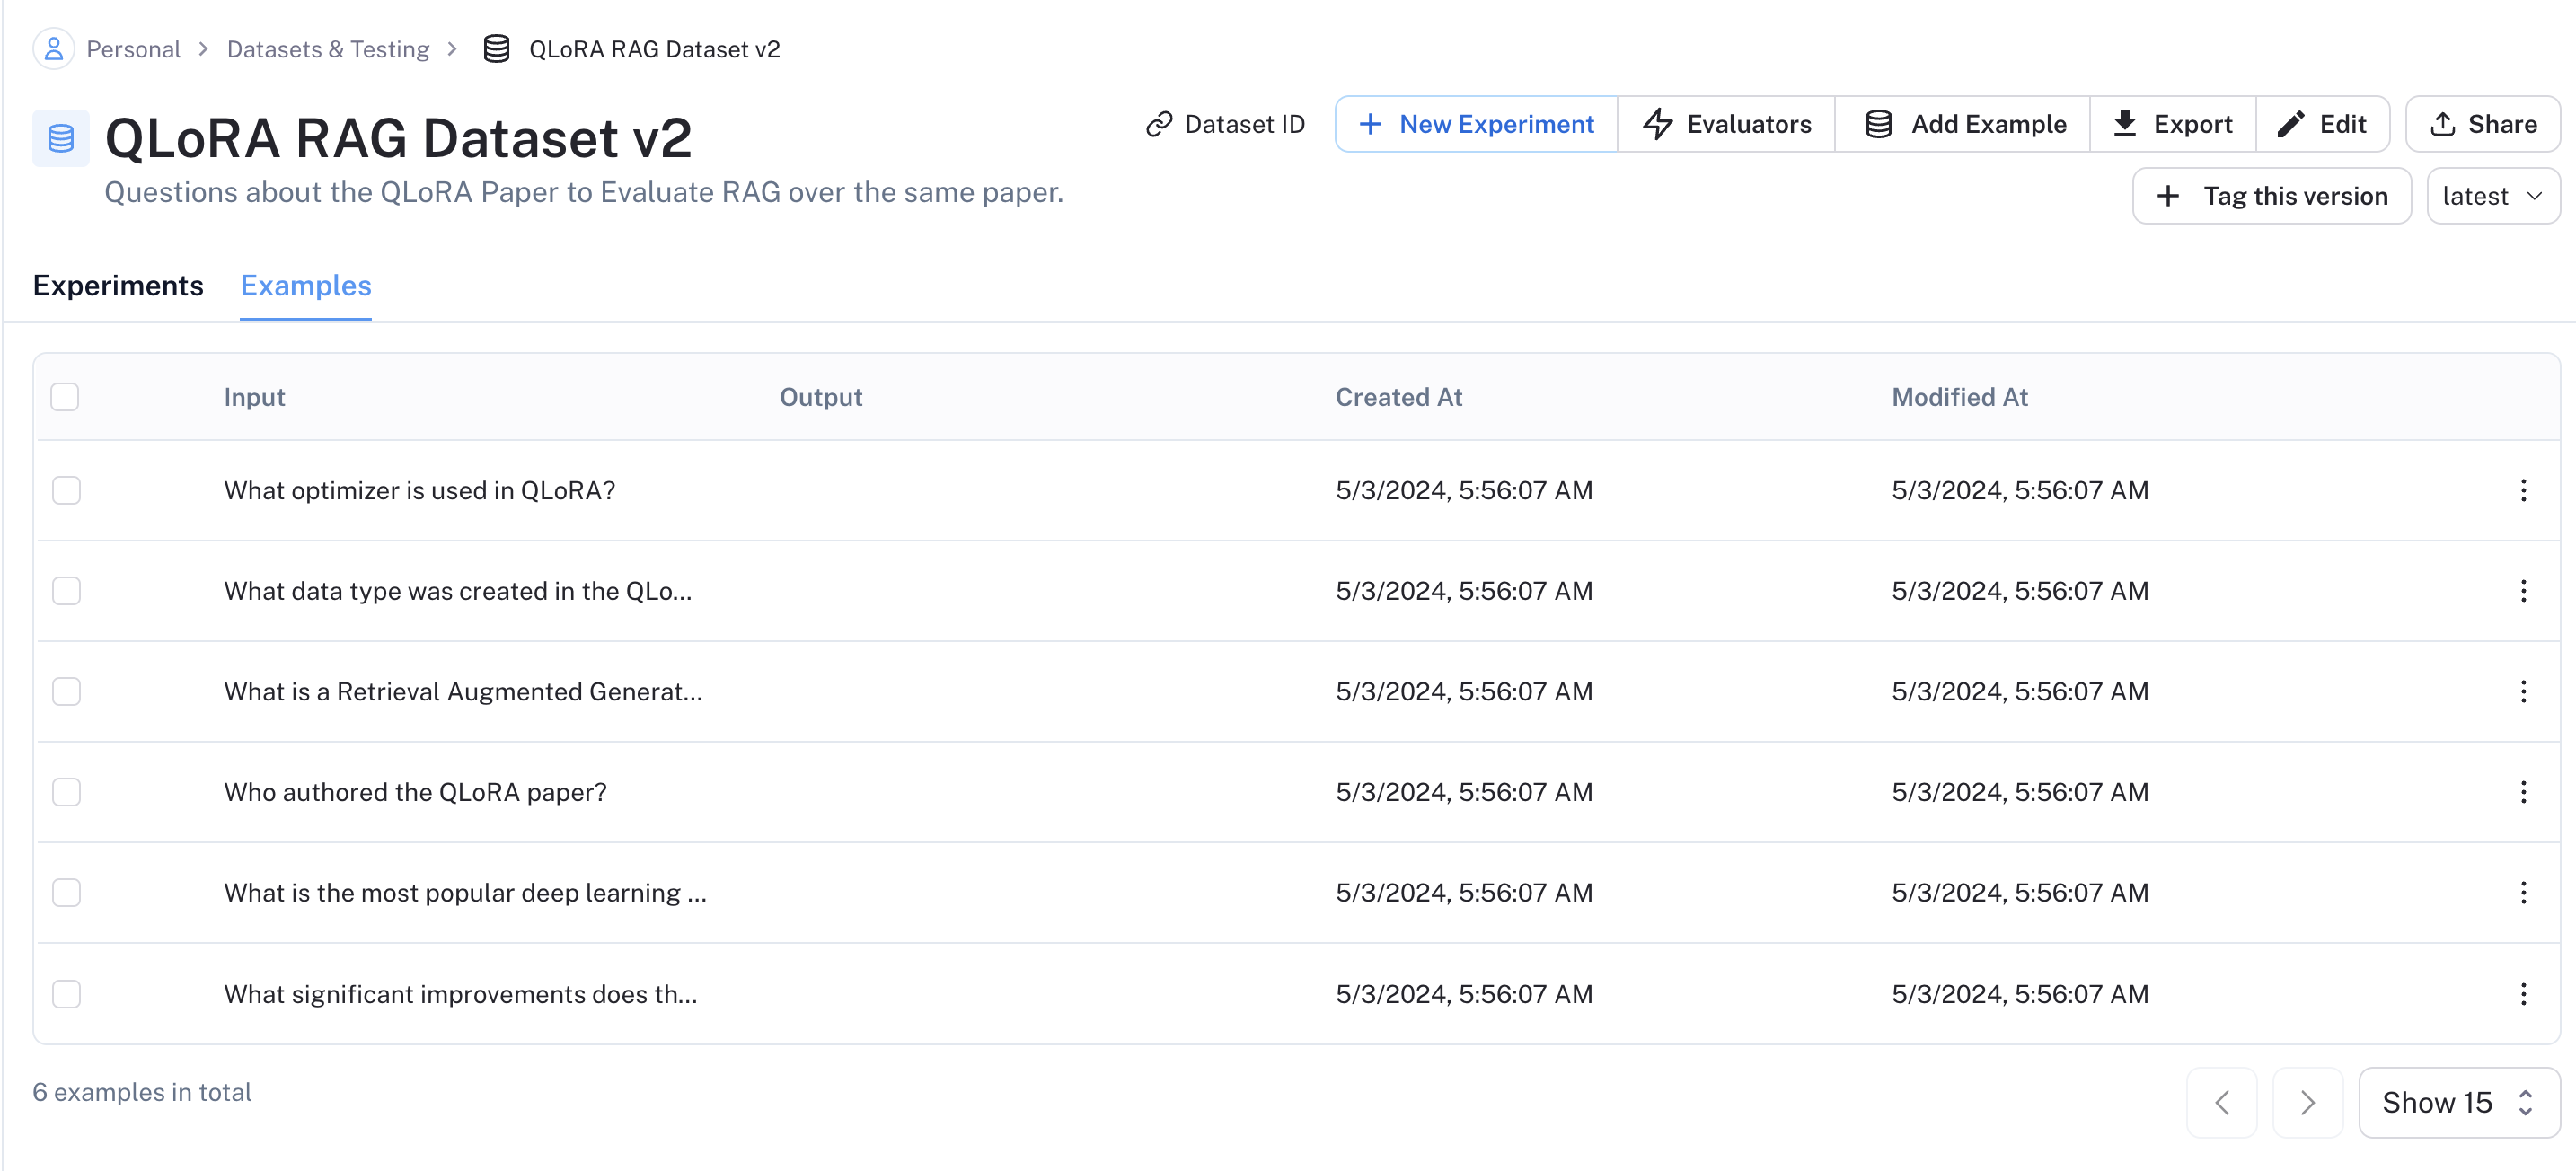 Personal > Datasets & Testing > QLoRA RAG Dataset v2
QLoRA RAG Dataset v2
Questions about the QLoRA Paper to Evaluate RAG over the same paper.
Dataset ID
New Experiment
Evaluators
Add Example
Export
Edit
Share
Tag this version
latest
Experiments
Examples
Input Output Created At Modified At
What optimizer is used in QLoRA? 5/3/2024, 5:56:07 AM 5/3/2024, 5:56:07 AM
What data type was created in the QLo... 5/3/2024, 5:56:07 AM 5/3/2024, 5:56:07 AM
What is a Retrieval Augmented Generat... 5/3/2024, 5:56:07 AM 5/3/2024, 5:56:07 AM
Who authored the QLoRA paper? 5/3/2024, 5:56:07 AM 5/3/2024, 5:56:07 AM
What is the most popular deep learning ... 5/3/2024, 5:56:07 AM 5/3/2024, 5:56:07 AM
What significant improvements does th... 5/3/2024, 5:56:07 AM 5/3/2024, 5:56:07 AM
6 examples in total
Show 15